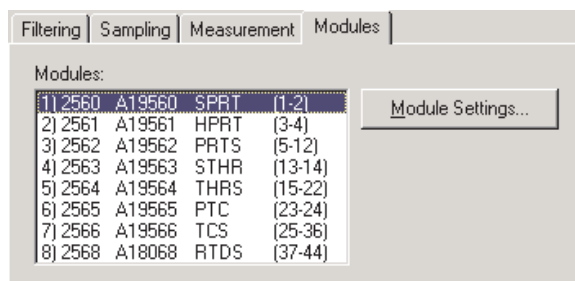 Filtering Sampling Measurement Modules
Modules:
1) 2560 A19560 SPRT (1-2)
Module Settings...
2) 2561 A19561 HPRT (3-4)
3) 2562 A19562 PRTS (5-12)
4) 2563 A19563 STHR (13-14)
5) 2564 A19564 THRS (15-22)
6) 2565 A19565 PTC (23-24)
7) 2566 A19566 TCS (25-36)
8) 2568 A18068 RTDS (37-44)